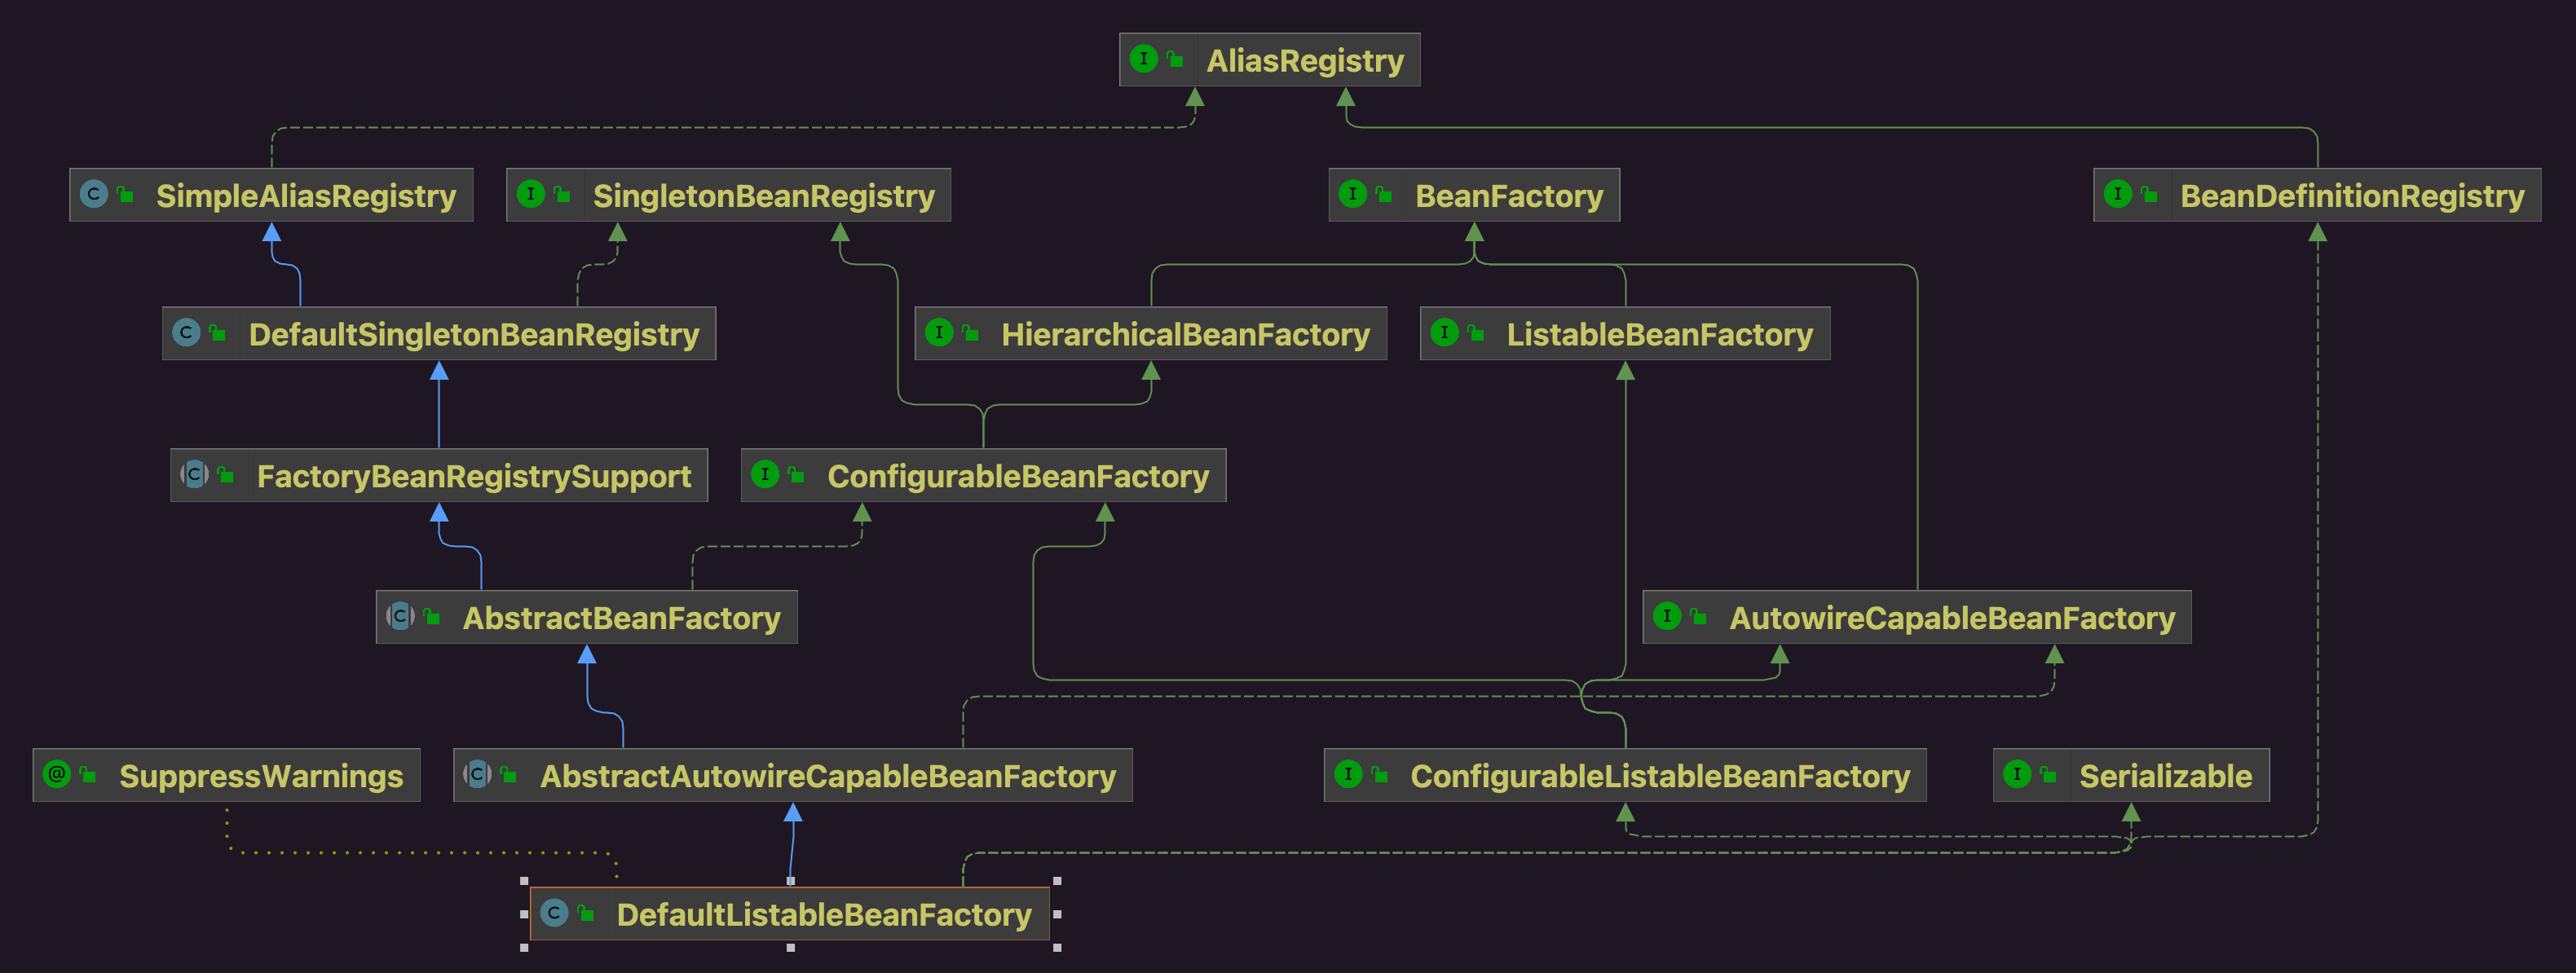 I AliasRegistry
C SimpleAliasRegistry
I SingletonBeanRegistry
I BeanFactory
I BeanDefinitionRegistry
C DefaultSingletonBeanRegistry
I HierarchicalBeanFactory
I ListableBeanFactory
C FactoryBeanRegistrySupport
I ConfigurableBeanFactory
C AbstractBeanFactory
I AutowireCapableBeanFactory
@ SuppressWarnings
C AbstractAutowireCapableBeanFactory
I ConfigurableListableBeanFactory
I Serializable
C DefaultListableBeanFactory